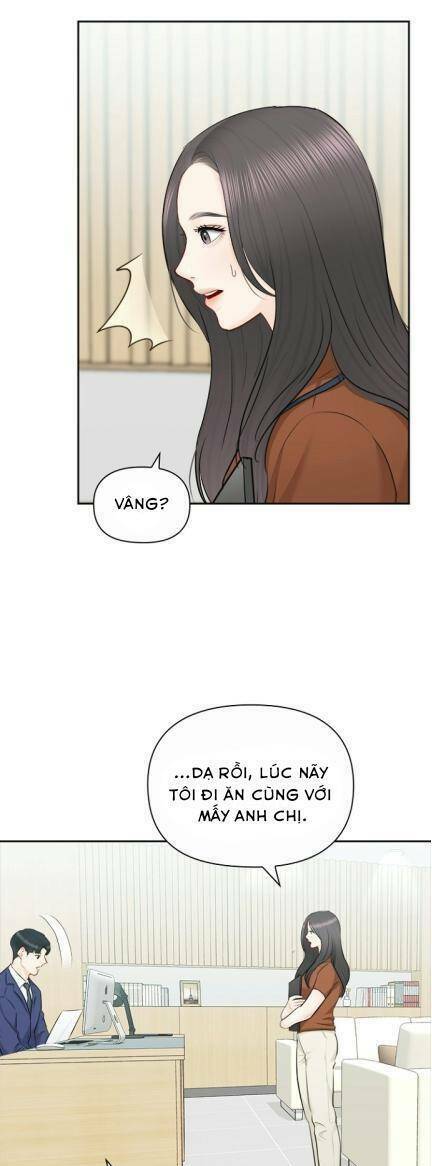 VÂNG?
...DẠ RỒI, LÚC NÃY
TÔI ĐI ĂN CÙNG VỚI
MẤY ANH CHỊ.